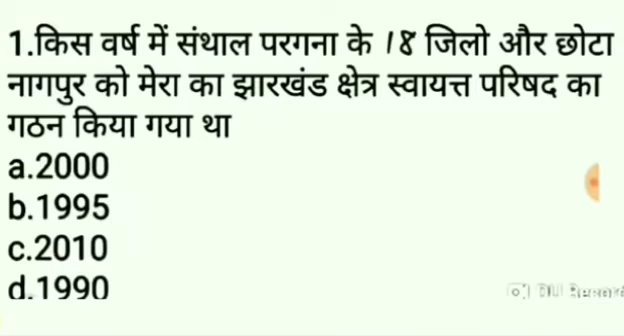 1.किस वर्ष में संथाल परगना के 18 जिलो और छोटा
नागपुर को मेरा का झारखंड क्षेत्र स्वायत्त परिषद का
गठन किया गया था
a.2000
b.1995
c.2010
d.1990